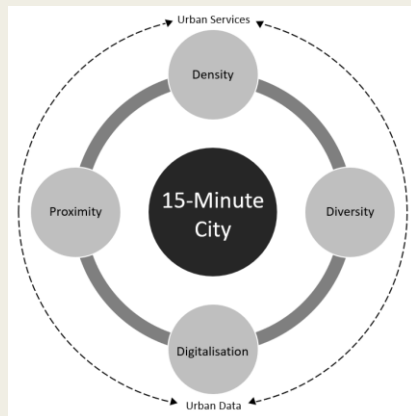 Urban Services
Density
Proximity
15-Minute
City
Diversity
Digitalisation
Urban Data